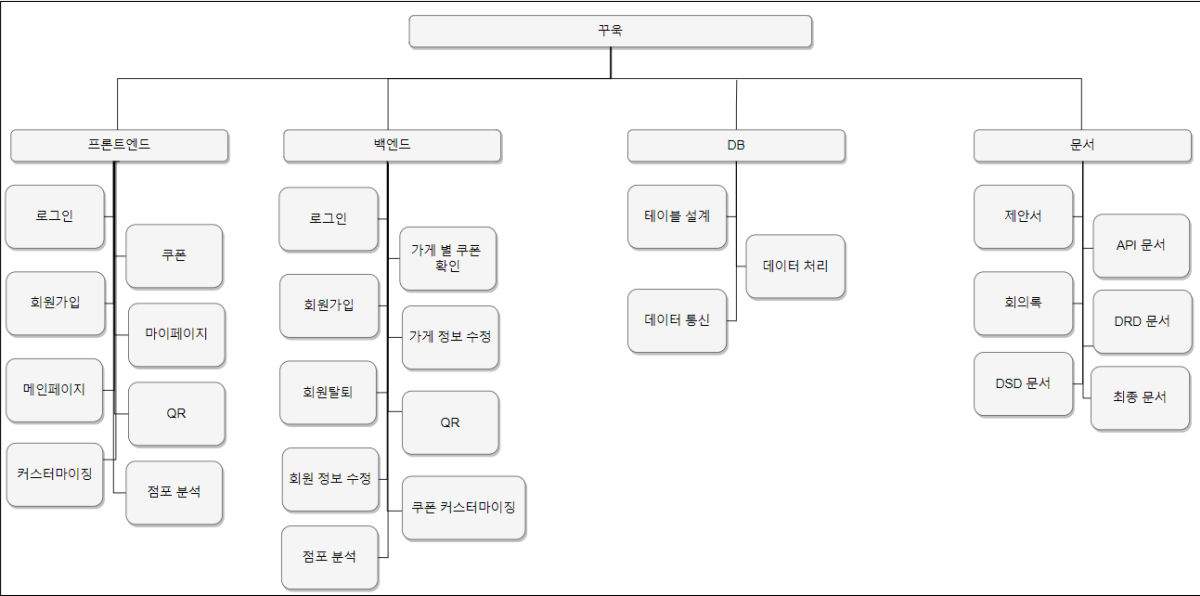 꾸욱
프론트엔드
로그인
쿠폰
회원가입
마이페이지
메인페이지
QR
커스터마이징
점포 분석
백엔드
로그인
가게 별 쿠폰
확인
회원가입
가게 정보 수정
회원탈퇴
QR
회원 정보 수정
쿠폰 커스터마이징
점포 분석
DB
테이블 설계
데이터 처리
데이터 통신
문서
제안서
API 문서
회의록
DRD 문서
DSD 문서
최종 문서